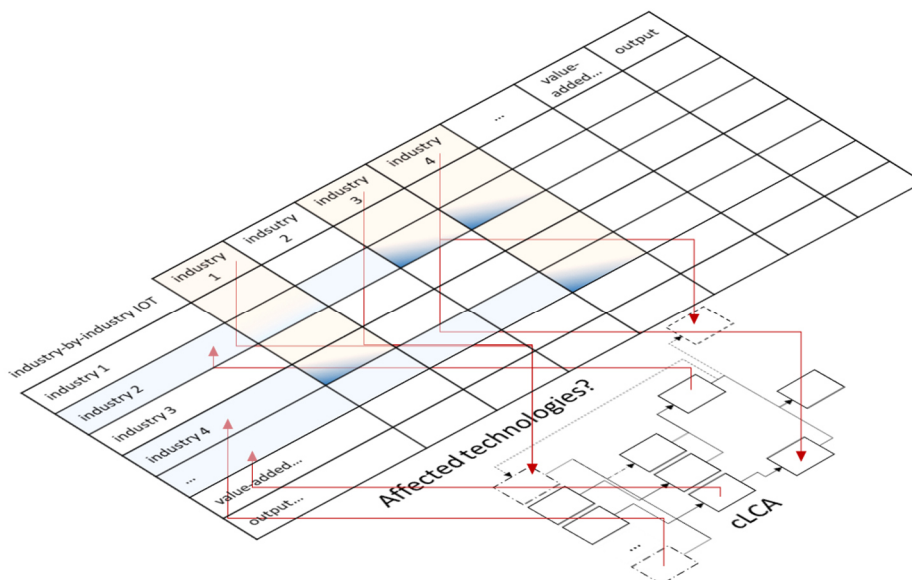 output
value-
added...
...
industry
4
industry
3
indsutry
2
industry
1
industry-by-industry IOT
industry 1
industry 2
industry 3
industry 4
...
value-added...
output...
Affected technologies?
cLCA
...